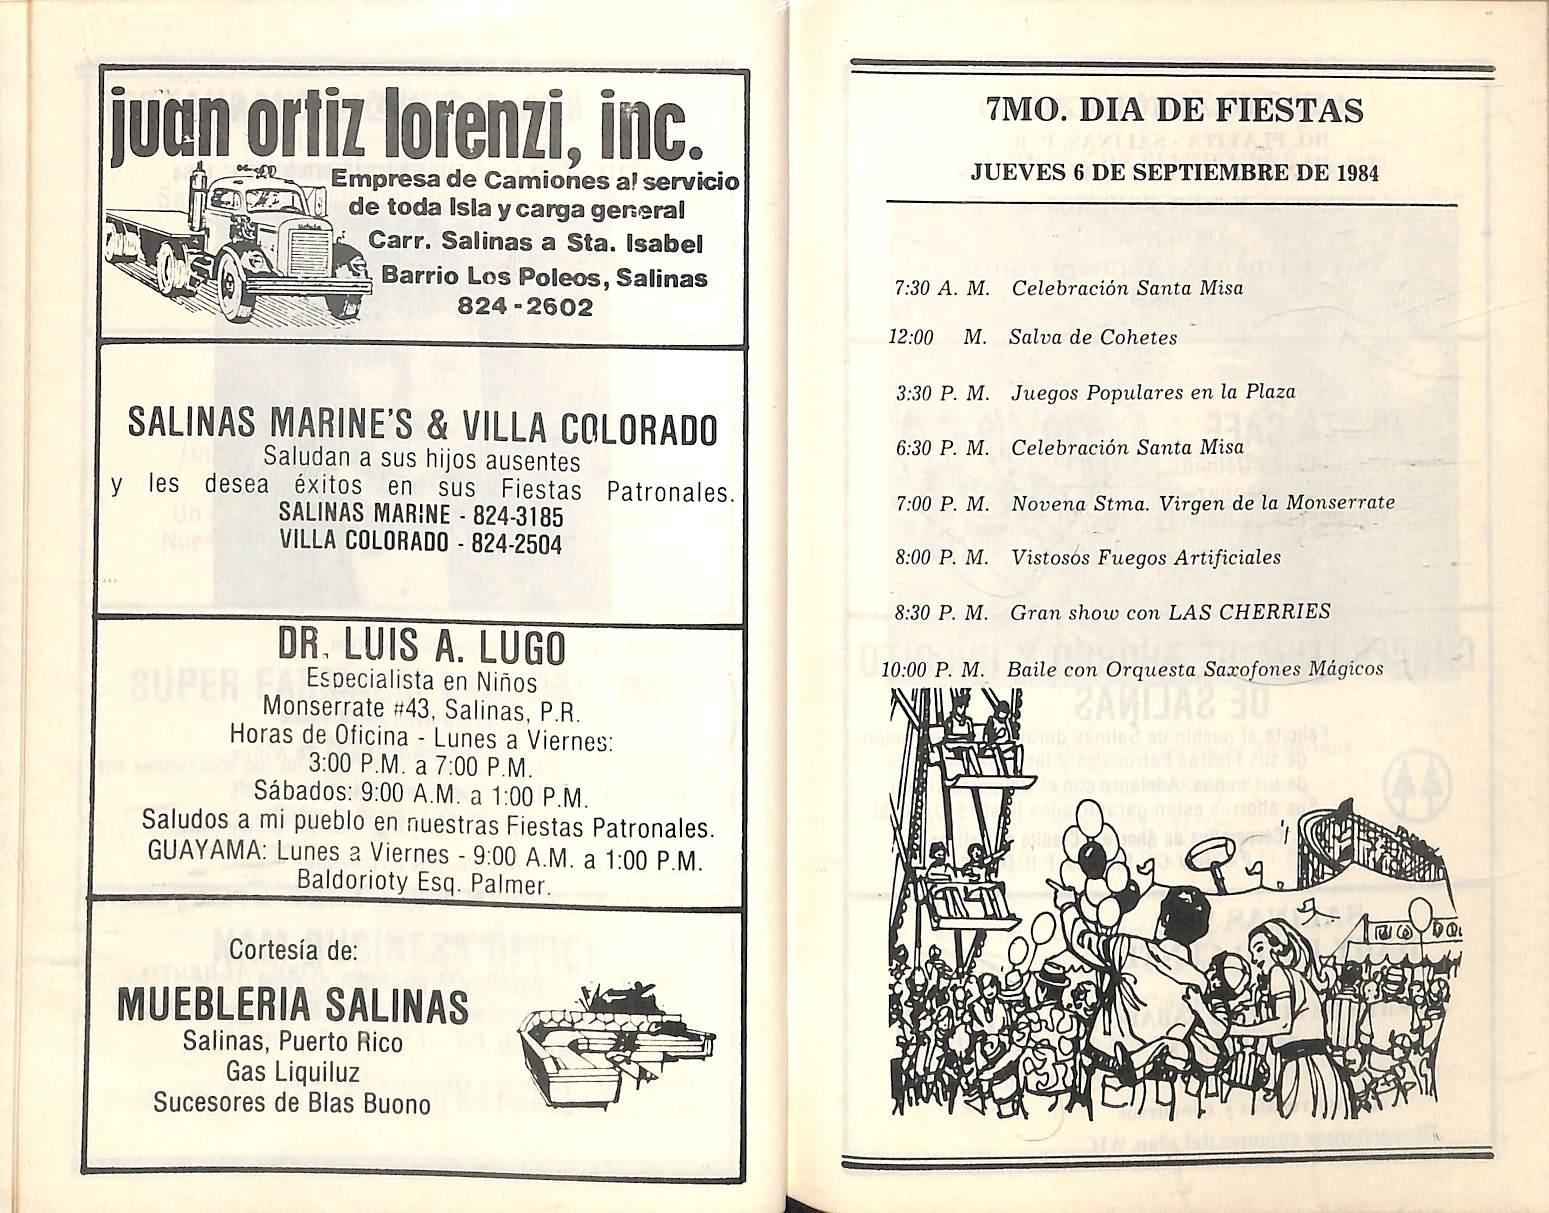 juan ortiz lorenzi, inc.
Empresa de Camiones al servicio
de toda Isla y carga general
Carr. Salinas a Sta. Isabel
Barrio Los Poleos, Salinas
824-2602
SALINAS MARINE'S & VILLA COLORADO
Saludan a sus hijos ausentes
y les desea éxitos en sus Fiestas Patronales.
SALINAS MARINE - 824-3185
VILLA COLORADO - 824-2504
DR. LUIS A. LUGO
Especialista en Niños
Monserrate #43, Salinas, P.R.
Horas de Oficina - Lunes a Viernes:
3:00 P.M. a 7:00 P.M.
Sábados: 9:00 A.M. a 1:00 P.M.
Saludos a mi pueblo en nuestras Fiestas Patronales.
GUAYAMA: Lunes a Viernes - 9:00 A.M. a 1:00 P.M.
Baldorioty Esq. Palmer.
Cortesía de:
MUEBLERIA SALINAS
Salinas, Puerto Rico
Gas Liquiluz
Sucesores de Blas Buono
7MO. DIA DE FIESTAS
JUEVES 6 DE SEPTIEMBRE DE 1984
7:30 A. M. Celebración Santa Misa
12:00 M. Salva de Cohetes
3:30 P. M. Juegos Populares en la Plaza
6:30 P. M. Celebración Santa Misa
7:00 P. M. Novena Stma. Virgen de la Monserrate
8:00 P. M. Vistosos Fuegos Artificiales
8:30 P. M. Gran show con LAS CHERRIES
10:00 P. M. Baile con Orquesta Saxofones Mágicos